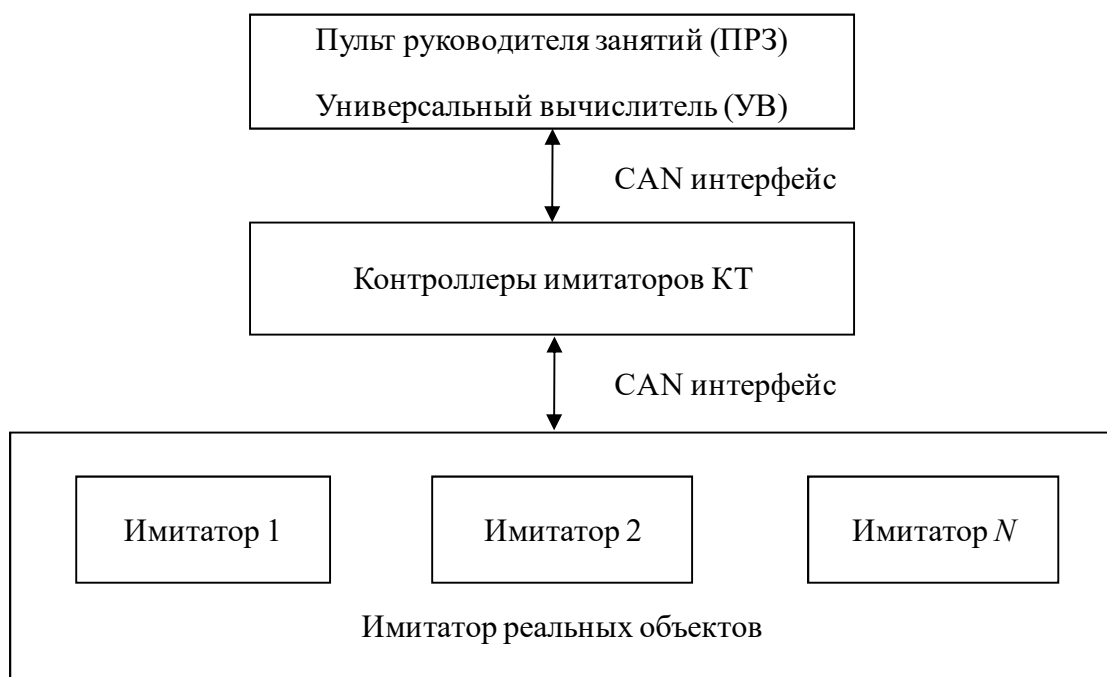 Пульт руководителя занятий (ПРЗ)
Универсальный вычислитель (УВ)
CAN интерфейс
Контроллеры имитаторов КТ
CAN интерфейс
Имитатор 1
Имитатор 2
Имитатор N
Имитатор реальных объектов